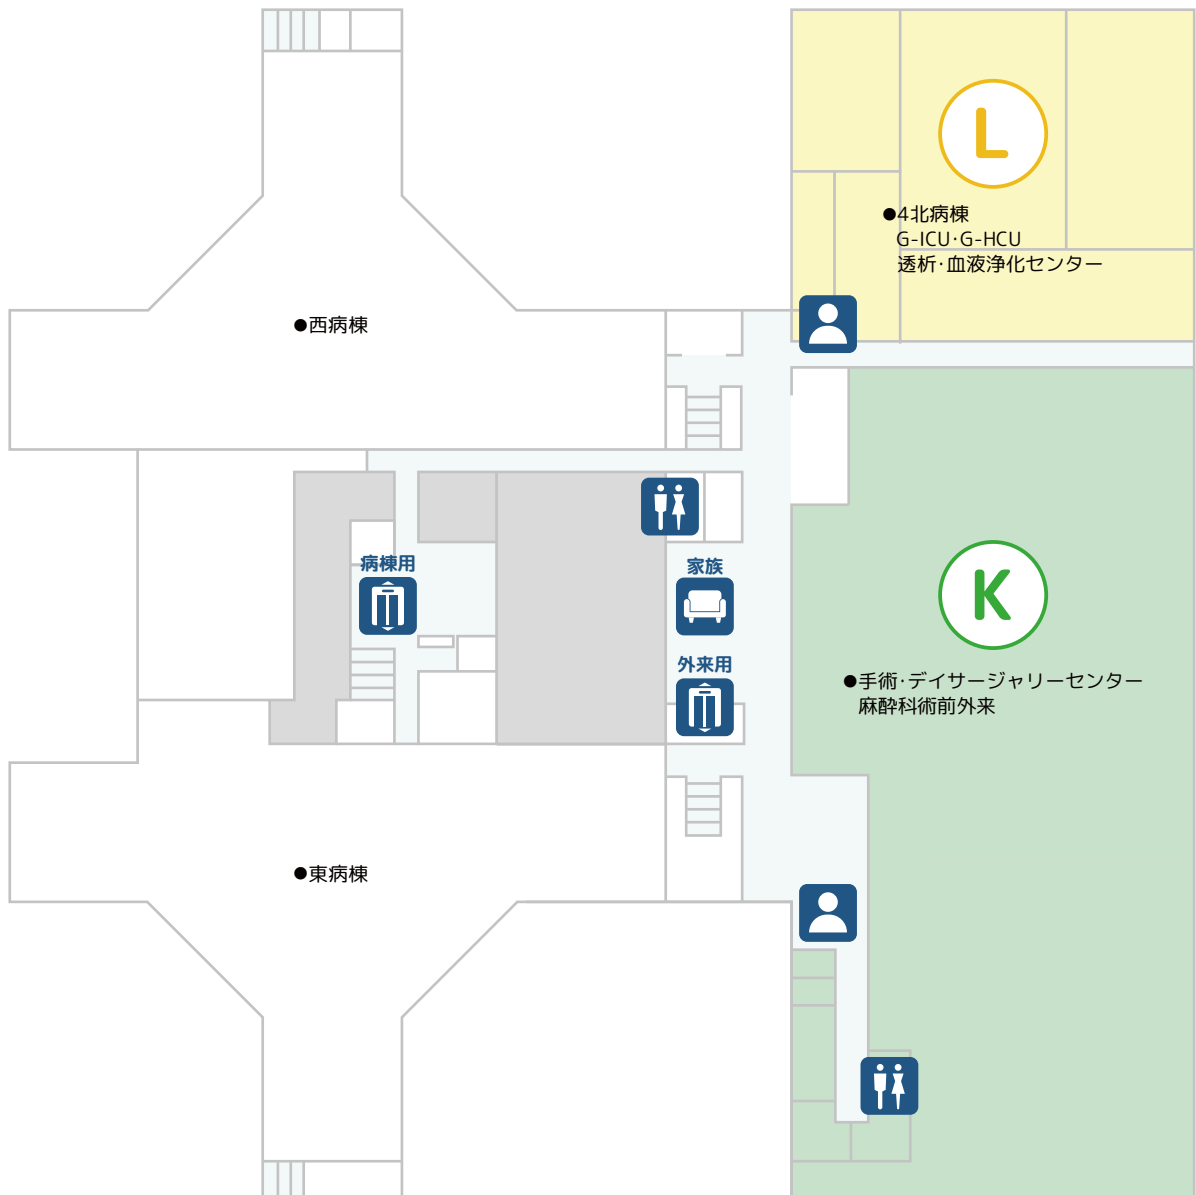 L
●4北病棟
G-ICU･G-HCU
透析･血液浄化センター
●西病棟
病棟用
家族
K
外来用
●手術･デイサージャリーセンター
麻酔科術前外来
●東病棟